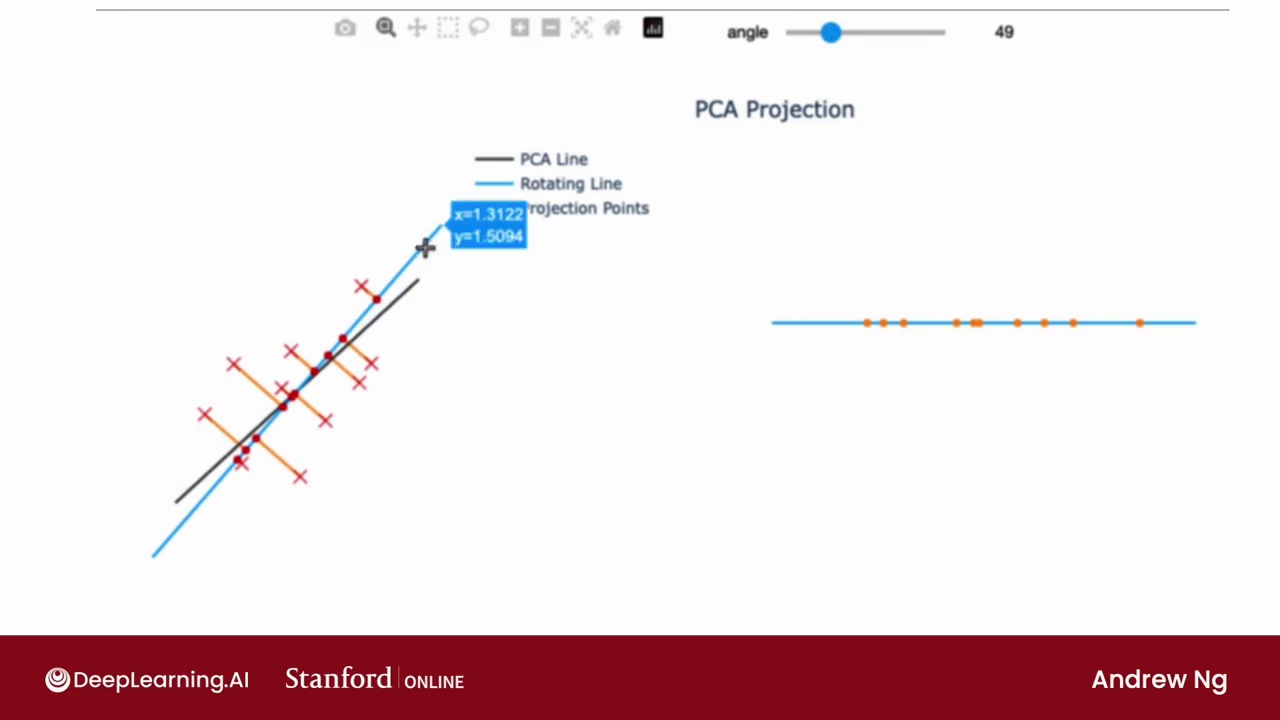 angle 49
PCA Projection
PCA Line
Rotating Line
rojection Points
x=1.3122
y=1.5094
DeepLearning.AI
Stanford | ONLINE
Andrew Ng